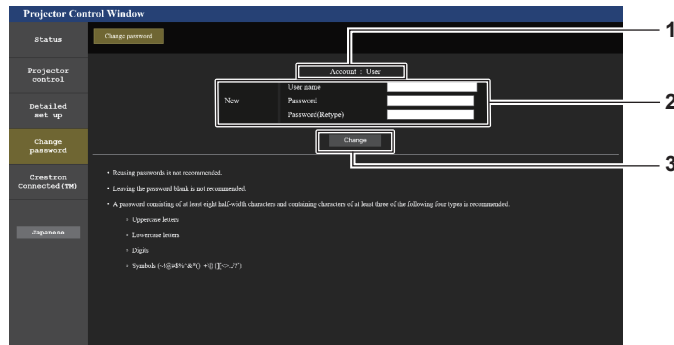 Projector Control Window
Status
Change password
1
Projector
control
Account : User
User name
New
Password
2
Password(Retype)
Detailed
set up
Change
password
Change
3
Crestron
Connected(TM)
• Reusing passwords is not recommended.
• Leaving the password blank is not recommended.
• A password consisting of at least eight half-width characters and containing characters of at least three of the following four types is recommended.
Uppercase letters
Lowercase letters
Digits
Symbols
Japanese